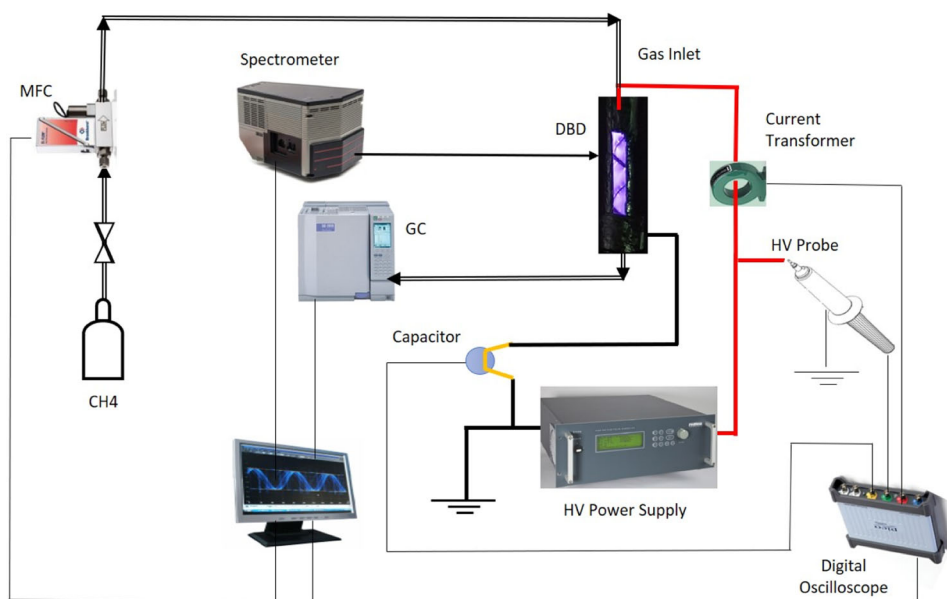 Gas Inlet
Spectrometer
MFC
DBD
Current
Transformer
GC
HV Probe
Capacitor
CH4
HV Power Supply
Digital
Oscilloscope